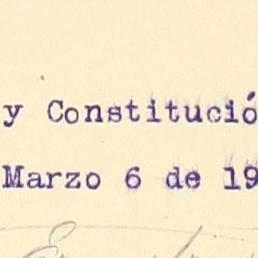 y Constitució
Marzo 6 de 19